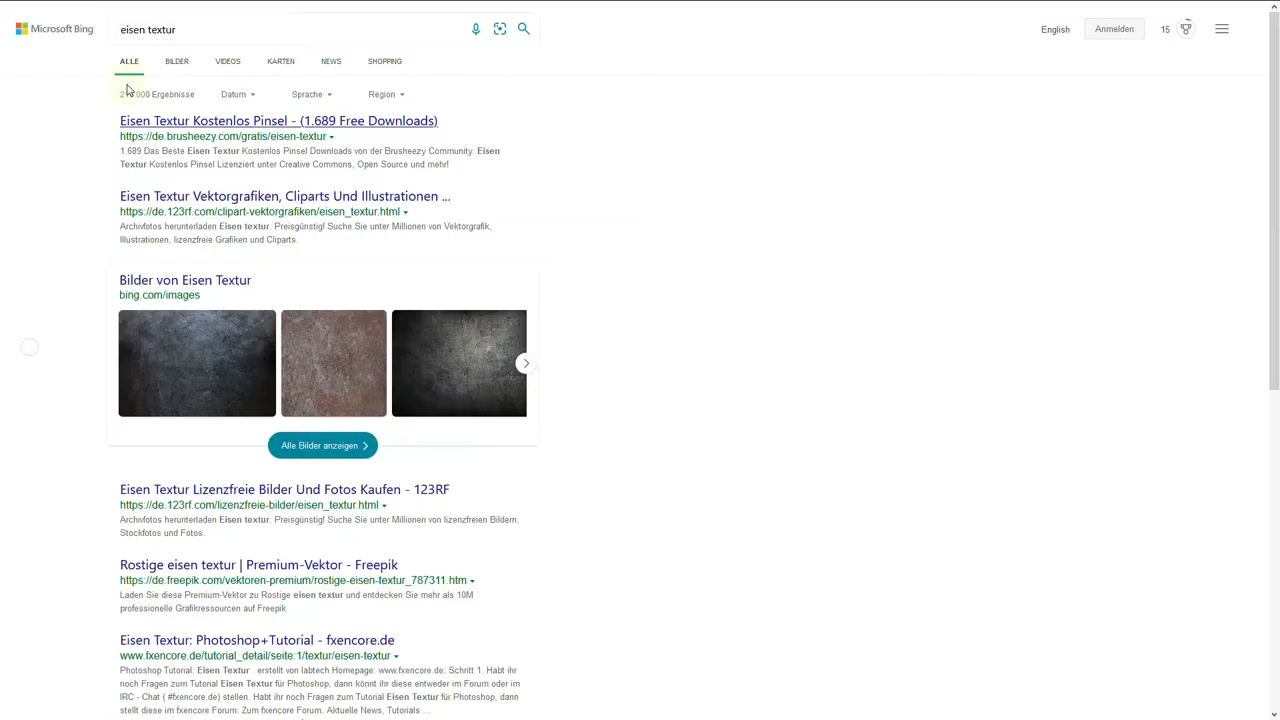 Microsoft Bing
eisen textur
English
Anmelden
15
ALLE
BILDER
VIDEOS
KARTEN
NEWS
SHOPPING
Ergebnisse
Datum
Sprache
Region
Eisen Textur Kostenlos Pinsel - (1.689 Free Downloads)
https://de.brusheezy.com/gratis/eisen-textur
1.689 Das Beste Eisen Textur Kostenlos Pinsel Downloads von der Brusheezy Community. Eisen
Textur Kostenlos Pinsel Lizenziert unter Creative Commons, Open Source und mehr!
Eisen Textur Vektorgrafiken, Cliparts Und Illustrationen ...
https://de.123rf.com/clipart-vektorgrafiken/eisen_textur.html
Archivfotos herunterladen Eisen textur. Preisgünstig! Suche Sie unter Millionen von Vektorgrafik,
Illustrationen, lizenzfreie Grafiken und Cliparts.
Bilder von Eisen Textur
bing.com/images
Alle Bilder anzeigen
Eisen Textur Lizenzfreie Bilder Und Fotos Kaufen - 123RF
https://de.123rf.com/lizenzfreie-bilder/eisen_textur.html
Archivfotos herunterladen Eisen textur. Preisgünstig! Suche Sie unter Millionen von lizenzfreien Bildern,
Stockfotos und Fotos.
Rostige eisen textur | Premium-Vektor - Freepik
https://de.freepik.com/vektoren-premium/rostige-eisen-textur_787311.htm
Laden Sie diese Premium-Vektor zu Rostige eisen textur und entdecken Sie mehr als 10M
professionelle Grafikressourcen auf Freepik
Eisen Textur: Photoshop+Tutorial - fxencore.de
www.fxencore.de/tutorial_detail/seite:1/textur/eisen-textur
Photoshop Tutorial: Eisen Textur erstellt von labtech Homepage: www.fxencore.de: Schritt 1. Habt ihr
noch Fragen zum Tutorial Eisen Textur für Photoshop, dann könnt ihr diese entweder im Forum oder im
IRC - Chat ( #fxencore.de) stellen. Habt ihr noch Fragen zum Tutorial Eisen Textur für Photoshop, dann
stellt diese im fxencore Forum. Zum fxencore Forum. Aktuelle News, Tutorials ...